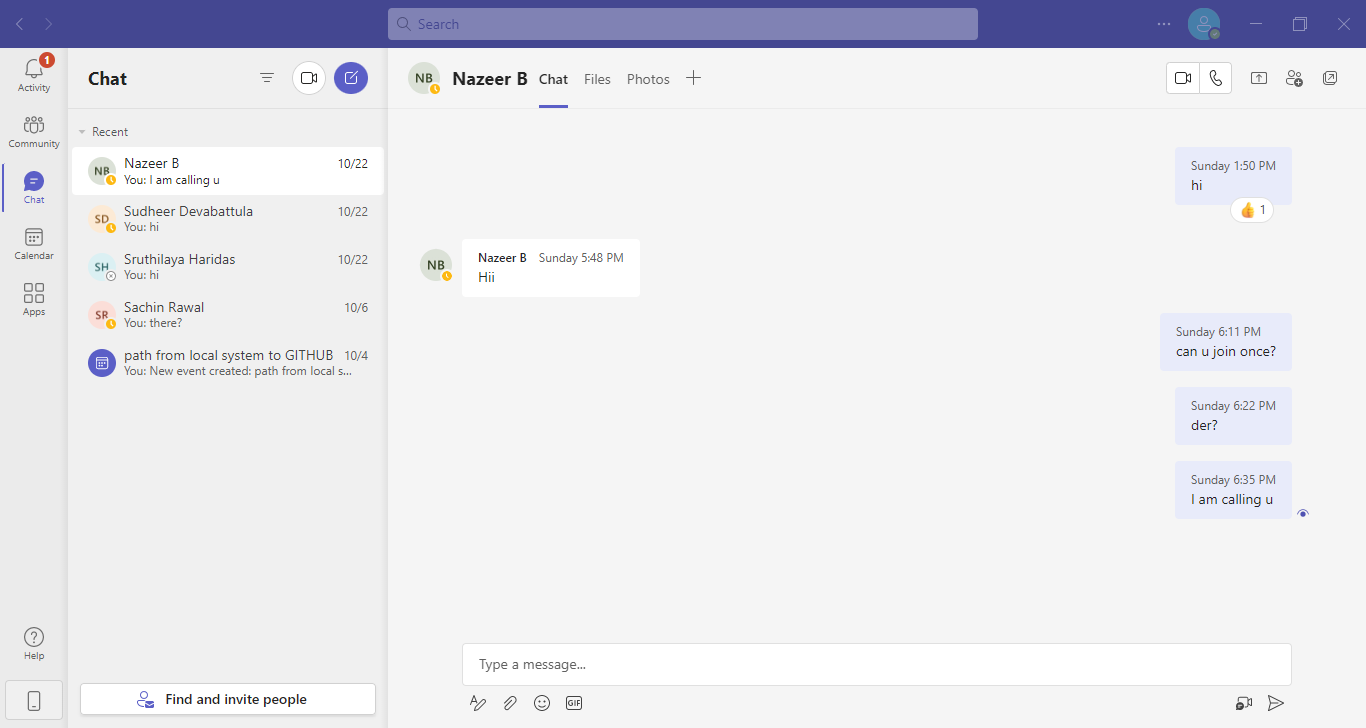 Search
1
Activity
Community
Chat
Calendar
Apps
Help
Chat
Recent
NB
Nazeer B
10/22
You: I am calling u
SD
Sudheer Devabattula
10/22
You: hi
SH
Sruthilaya Haridas
10/22
You: hi
SR
Sachin Rawal
10/6
You: there?
path from local system to GITHUB
10/4
You: New event created: path from local s...
Find and invite people
NB
Nazeer B
Chat
Files
Photos
Sunday 1:50 PM
hi
1
NB
Nazeer B Sunday 5:48 PM
Hii
Sunday 6:11 PM
can u join once?
Sunday 6:22 PM
der?
Sunday 6:35 PM
I am calling u
Type a message...
GIF